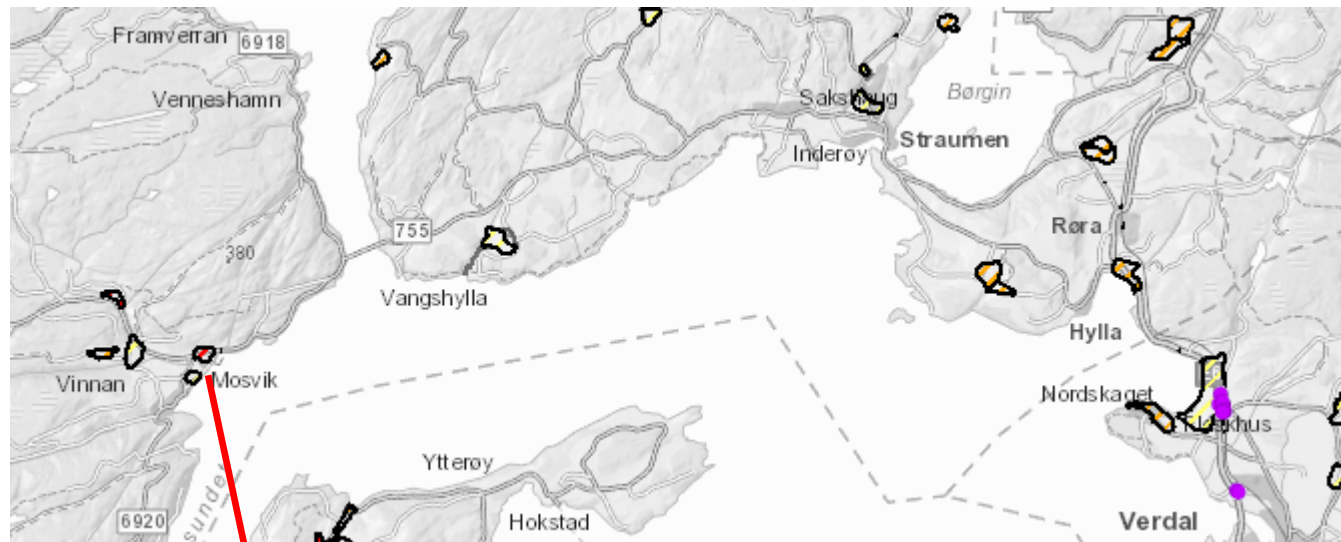 Framverran
6918
Venneshamn
Sakshaug
Børgin
Straumen
Inderøy
755
Røra
380
Vangshylla
Hylla
Vinnan
Mosvik
Nordskaget
Ytterøy
6920
sundet
Hokstad
Verdal